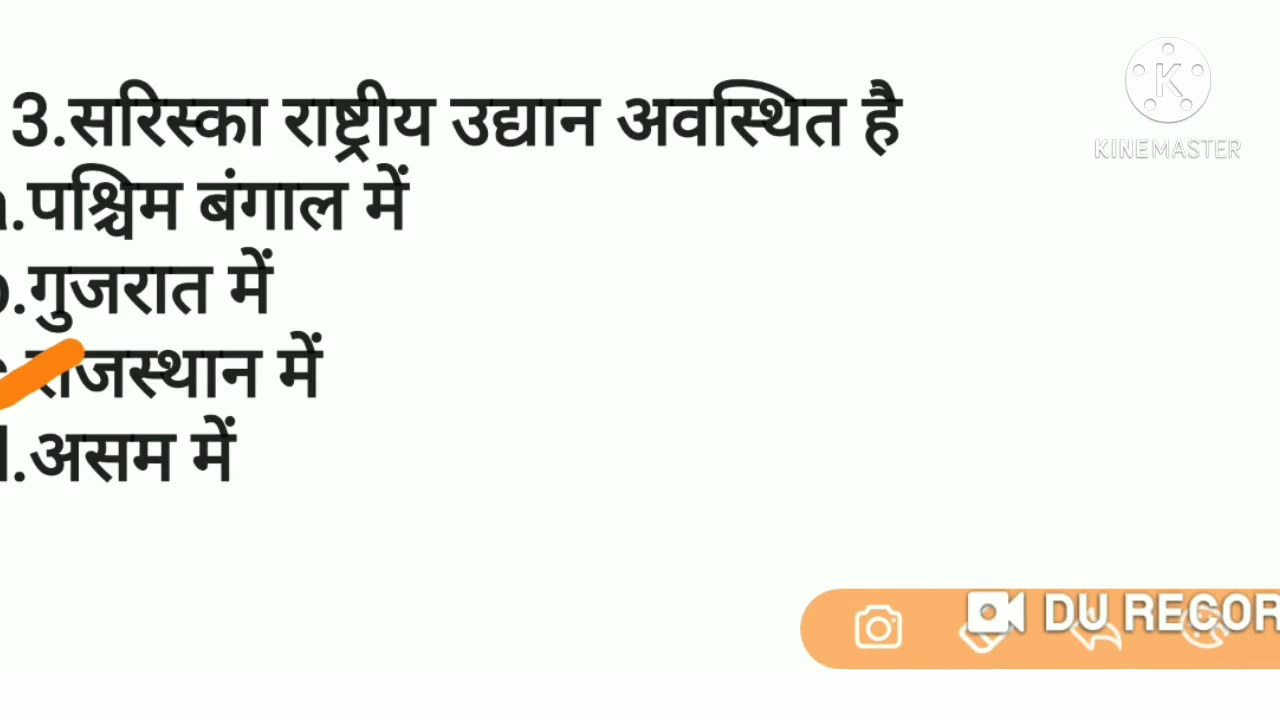 3.सरिस्का राष्ट्रीय उद्यान अवस्थित है
.पश्चिम बंगाल में
.गुजरात में
राजस्थान में
.असम में
KINEMASTER
DU RECOR